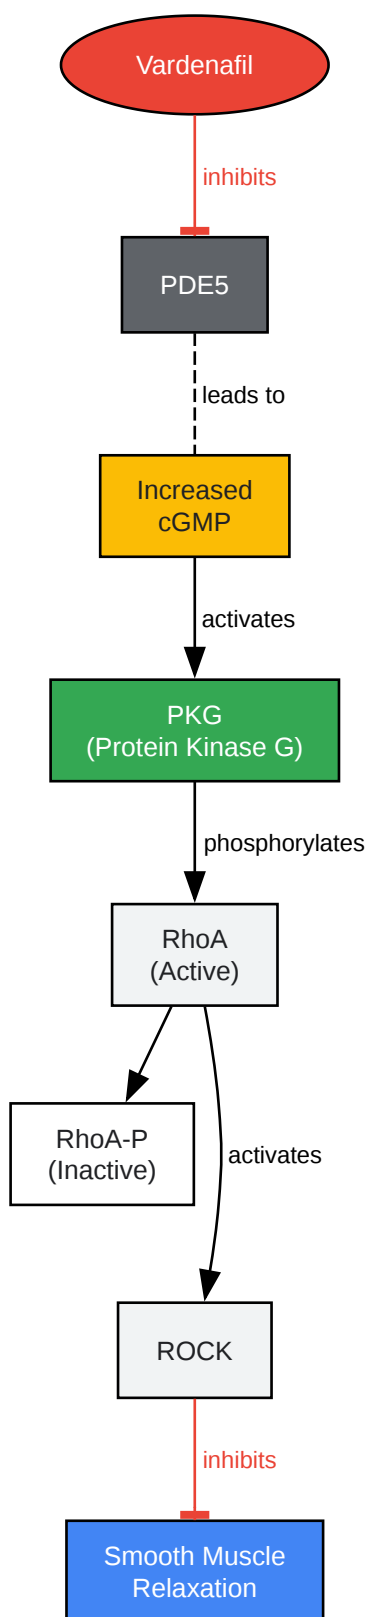 Vardenafil
inhibits
PDE5
leads to
Increased
cGMP
activates
PKG
(Protein Kinase G)
phosphorylates
RhoA
(Active)
RhoA-P
(Inactive)
activates
ROCK
inhibits
Smooth Muscle
Relaxation